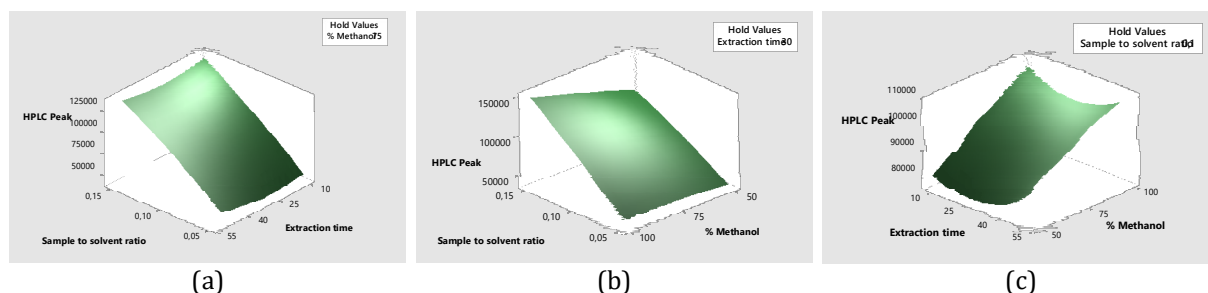 Hold Values
% Methanol 75
125000
HPLC Peak
100000
75000
50000
0,15
0,10
0,05
Sample to solvent ratio
10
25
40
55
Extraction time
(a)
Hold Values
Extraction time 30
150000
100000
HPLC Peak
50000
0,15
0,10
0,05
Sample to solvent ratio
50
75
100
% Methanol
(b)
Hold Values
Sample to solvent ratio 0,1
110000
HPLC Peak
100000
90000
80000
10
25
40
55
Extraction time
100
75
50
% Methanol
(c)